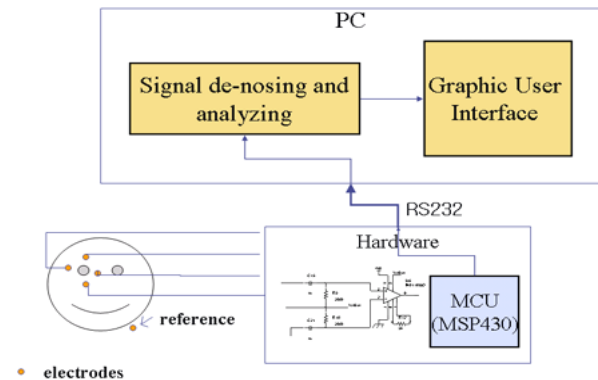 PC
Signal de-nosing and
analyzing
Graphic User
Interface
RS232
Hardware
MCU
(MSP430)
reference
electrodes